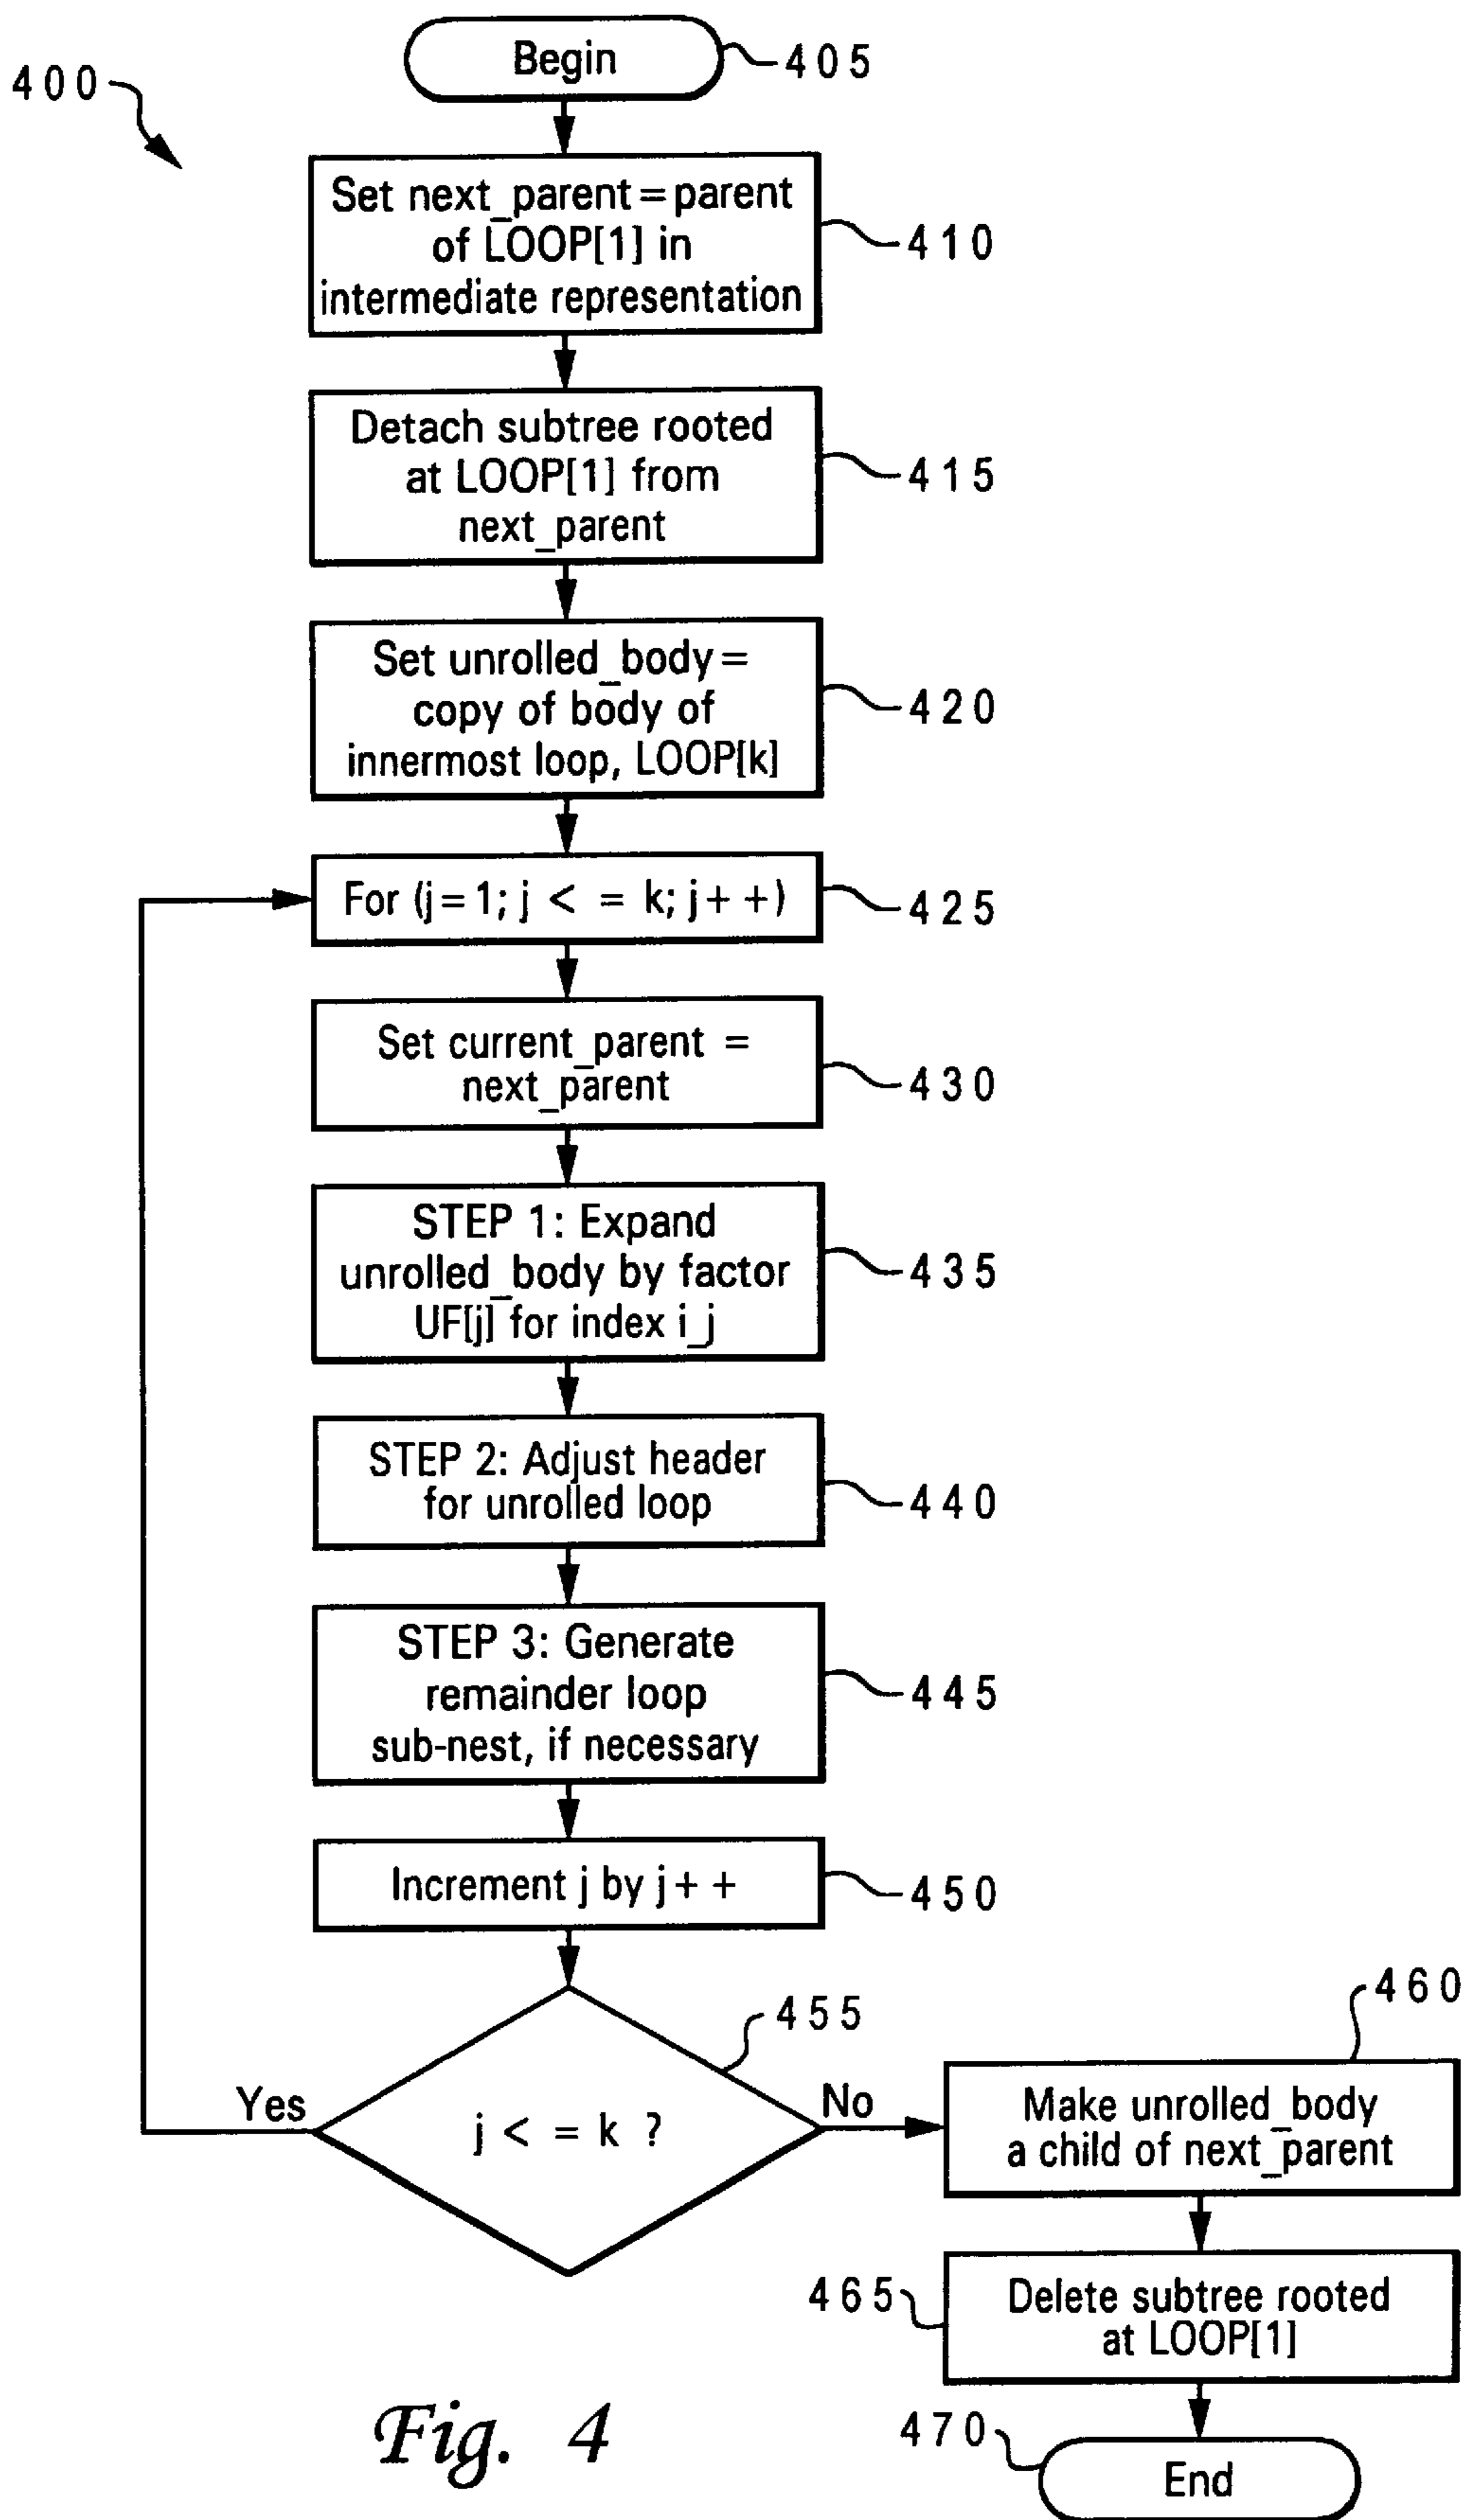 400
Begin
405
Set next_parent = parent
of LOOP[1] in
intermediate representation
410
Detach subtree rooted
at LOOP[1] from
next_parent
415
Set unrolled_body =
copy of body of
innermost loop, LOOP[k]
420
For (j = 1; j < = k; j + +)
425
Set current_parent =
next_parent
430
STEP 1: Expand
unrolled_body by factor
UF[j] for index i_j
435
STEP 2: Adjust header
for unrolled loop
440
STEP 3: Generate
remainder loop
sub-nest, if necessary
445
Increment j by j + +
450
455
j < = k ?
Yes
No
460
Make unrolled_body
a child of next_parent
465
Delete subtree rooted
at LOOP[1]
470
End
Fig. 4